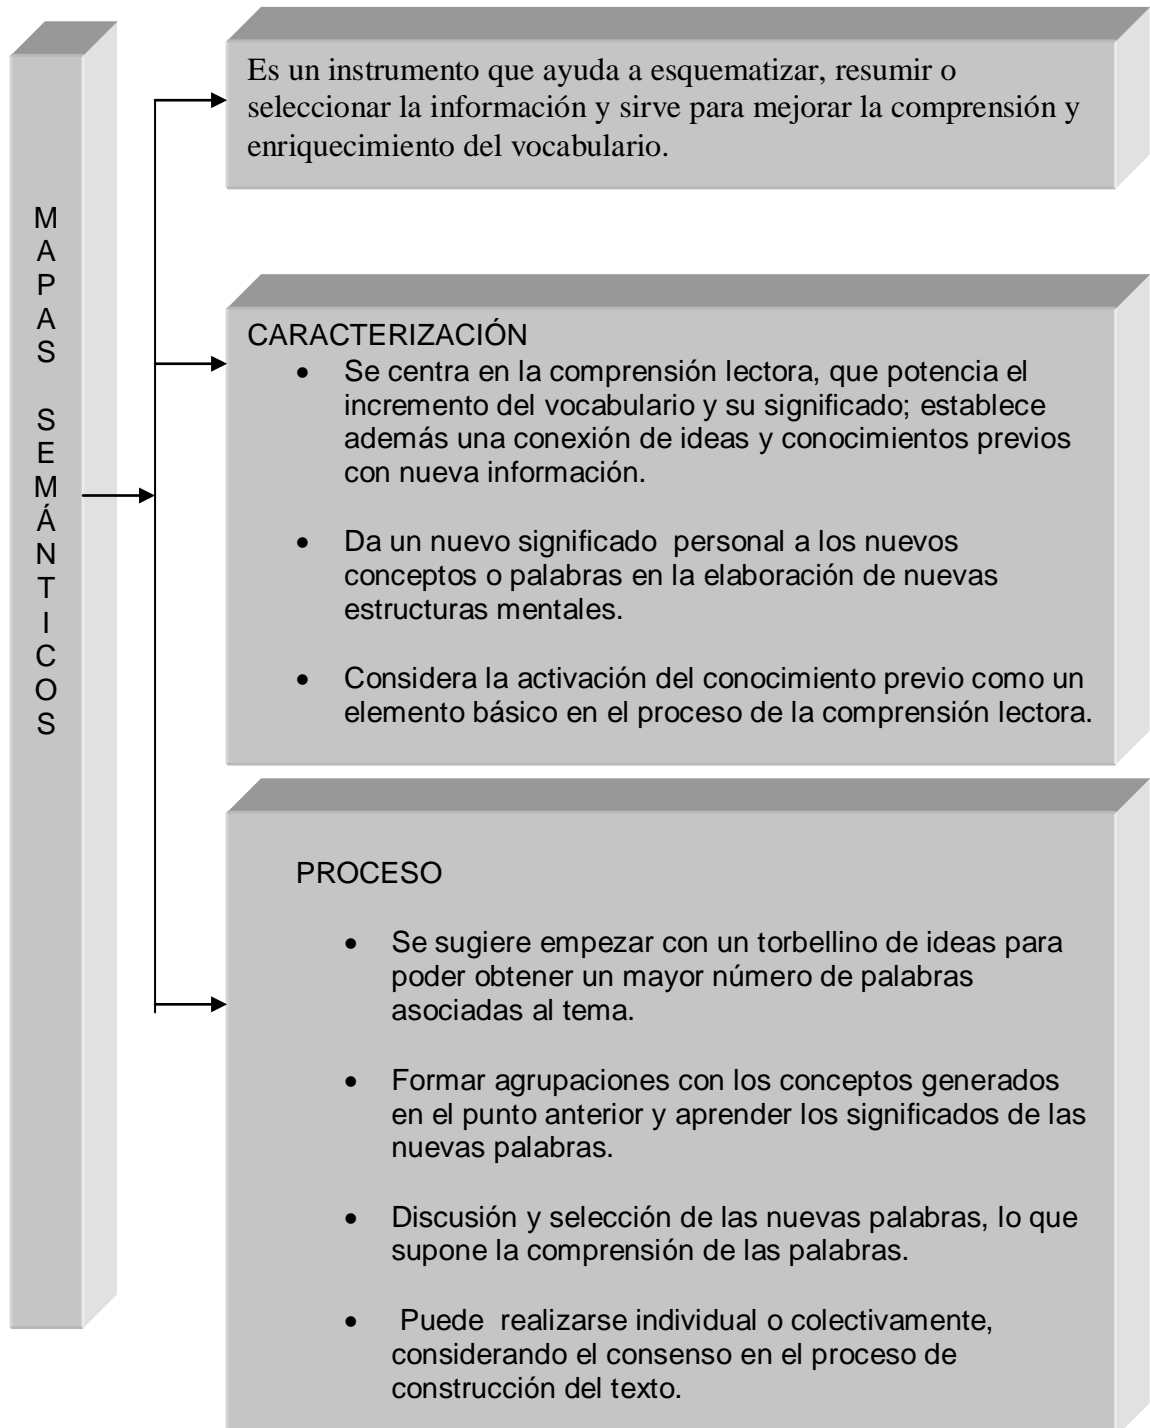 MAPAS SEMÁNTICOS
Es un instrumento que ayuda a esquematizar, resumir o
seleccionar la información y sirve para mejorar la comprensión y
enriquecimiento del vocabulario.
CARACTERIZACIÓN
• Se centra en la comprensión lectora, que potencia el
incremento del vocabulario y su significado; establece
además una conexión de ideas y conocimientos previos
con nueva información.
• Da un nuevo significado personal a los nuevos
conceptos o palabras en la elaboración de nuevas
estructuras mentales.
• Considera la activación del conocimiento previo como un
elemento básico en el proceso de la comprensión lectora.
PROCESO
• Se sugiere empezar con un torbellino de ideas para
poder obtener un mayor número de palabras
asociadas al tema.
• Formar agrupaciones con los conceptos generados
en el punto anterior y aprender los significados de las
nuevas palabras.
• Discusión y selección de las nuevas palabras, lo que
supone la comprensión de las palabras.
• Puede realizarse individual o colectivamente,
considerando el consenso en el proceso de
construcción del texto.